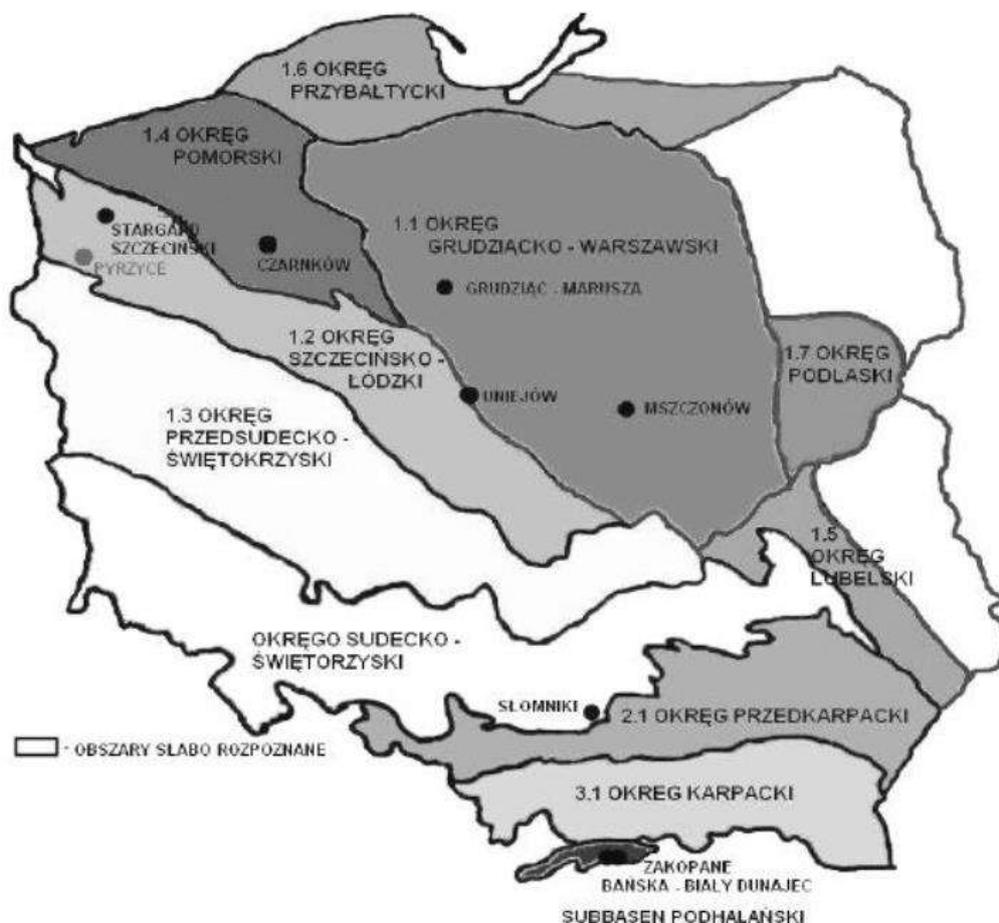 1.6 OKRĘG
PRZYBAŁTYCKI
1.4 OKRĘG
POMORSKI
1.1 OKRĘG
GRUDZIĄCKO - WARSZAWSKI
STARGARD
SZCZECIŃSKI
PYRZYCE
CZARNKÓW
GRUDZIĄC - MARUSZA
1.2 OKRĘG
SZCZECIŃSKO -
ŁÓDZKI
1.7 OKRĘG
PODLASKI
UNIEJÓW
MSZCZONÓW
1.3 OKRĘG
PRZEDSUDECKO -
ŚWIĘTOKRZYSKI
1.5
OKRĘG
LUBELSKI
OKRĘGO SUDECKO -
ŚWIĘTORZYSKI
SŁOMNIKI
2.1 OKRĘG PRZEDKARPACKI
- OBSZARY SŁABO ROZPOZNANE
3.1 OKREG KARPACKI
ZAKOPANE
BAŃSKA - BIAŁY DUNAJEC
SUBBASEN PODHALAŃSKI